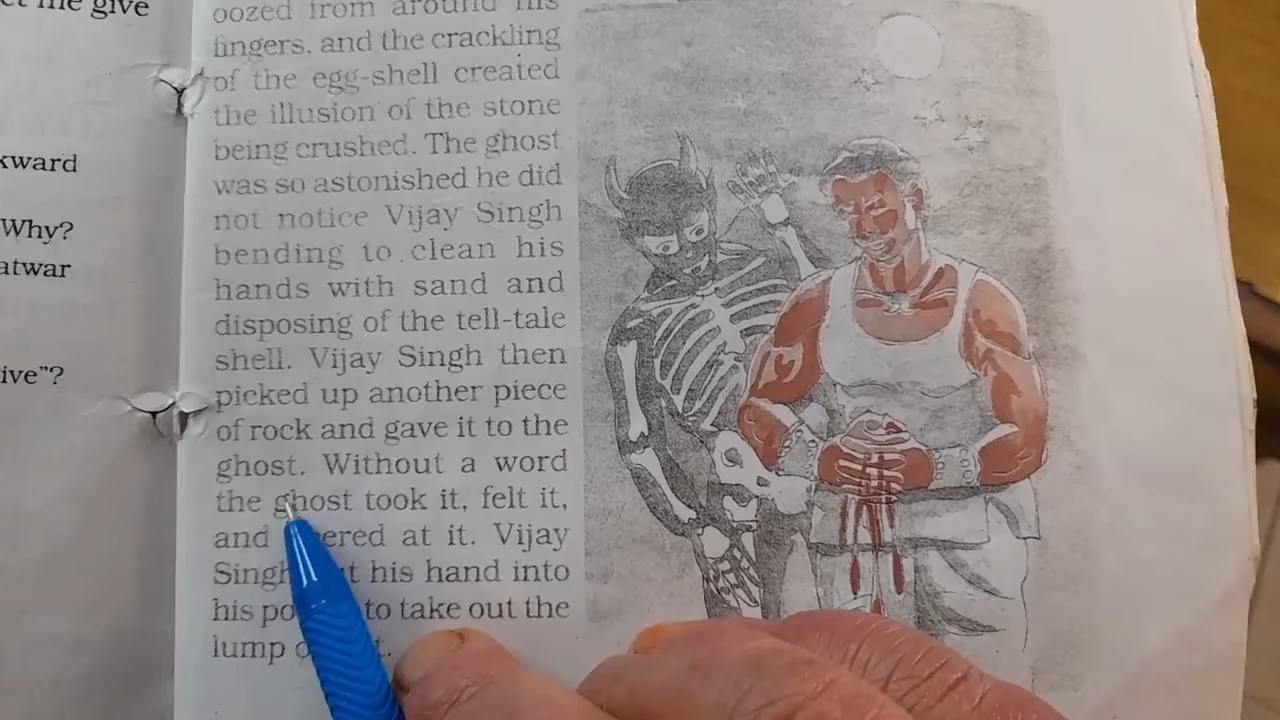 et me give
kward
Why?
atwar
ive"?
oozed from around his
fingers, and the crackling
of the egg-shell created
the illusion of the stone
being crushed. The ghost
was so astonished he did
not notice Vijay Singh
bending to clean his
hands with sand and
disposing of the tell-tale
shell. Vijay Singh then
picked up another piece
of rock and gave it to the
ghost. Without a word
the ghost took it, felt it,
and at it. Vijay
Singh his hand into
his to take out the
lump